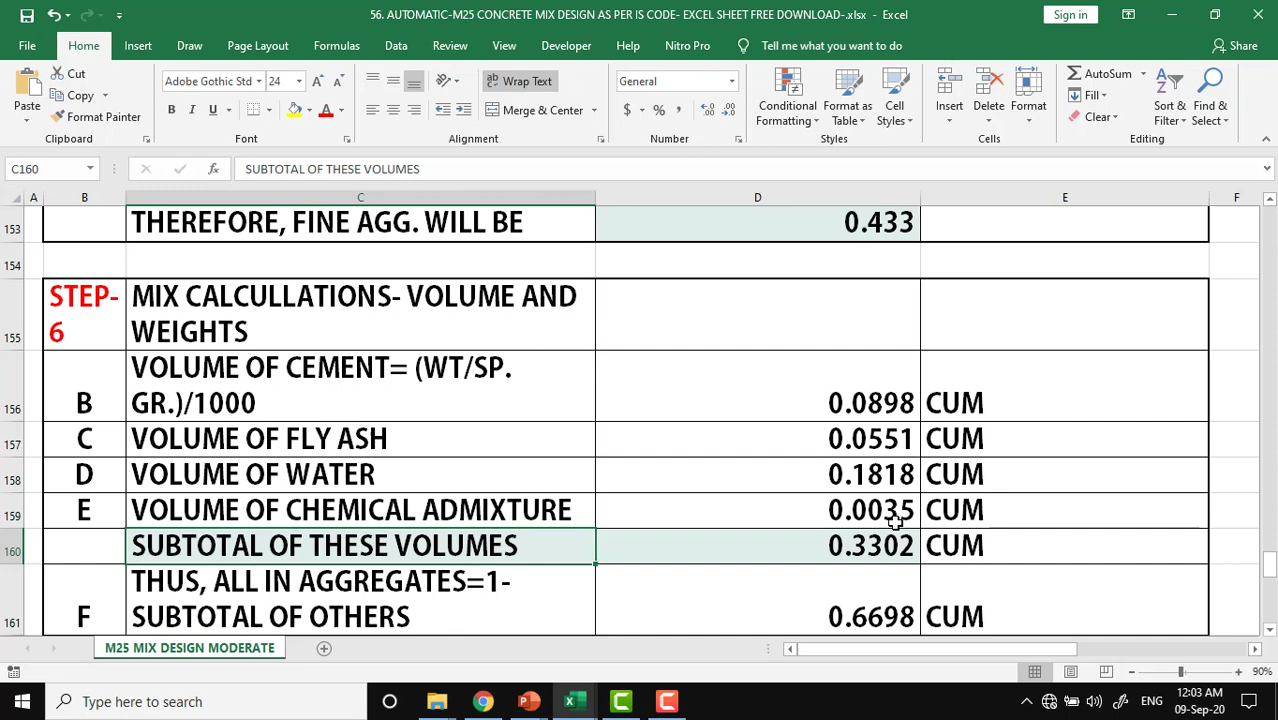 56. AUTOMATIC-M25 CONCRETE MIX DESIGN AS PER IS CODE- EXCEL SHEET FREE DOWNLOAD-.xlsx - Excel
Sign in
File Home Insert Draw Page Layout Formulas Data Review View Developer Help Nitro Pro Tell me what you want to do Share
Paste
Cut
Copy
Format Painter
Clipboard
Adobe Gothic Std 24
B I U
Font
Wrap Text
Merge & Center
Alignment
General
$ % ,
Number
Conditional Formatting
Format as Table
Cell Styles
Styles
Insert
Delete
Format
Cells
AutoSum
Fill
Clear
Sort & Filter
Find & Select
Editing
C160 fx SUBTOTAL OF THESE VOLUMES
A B C D E F
153 THEREFORE, FINE AGG. WILL BE 0.433
154
155 STEP-6 MIX CALCULLATIONS- VOLUME AND
WEIGHTS
VOLUME OF CEMENT= (WT/SP.
156 B GR.)/1000 0.0898 CUM
157 C VOLUME OF FLY ASH 0.0551 CUM
158 D VOLUME OF WATER 0.1818 CUM
159 E VOLUME OF CHEMICAL ADMIXTURE 0.0035 CUM
160 SUBTOTAL OF THESE VOLUMES 0.3302 CUM
THUS, ALL IN AGGREGATES=1-
161 F SUBTOTAL OF OTHERS 0.6698 CUM
M25 MIX DESIGN MODERATE
90%
Type here to search
ENG
12:03 AM
09-Sep-20